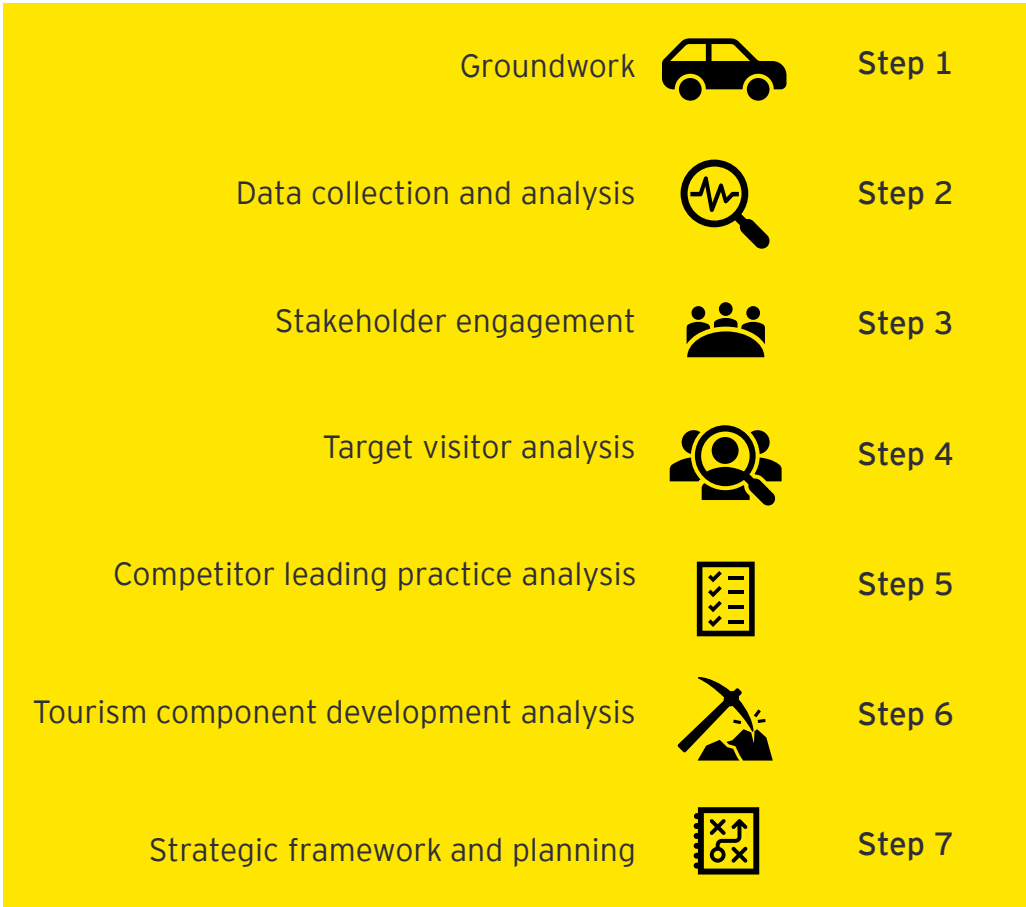 Groundwork Step 1
Data collection and analysis Step 2
Stakeholder engagement Step 3
Target visitor analysis Step 4
Competitor leading practice analysis Step 5
Tourism component development analysis Step 6
Strategic framework and planning Step 7